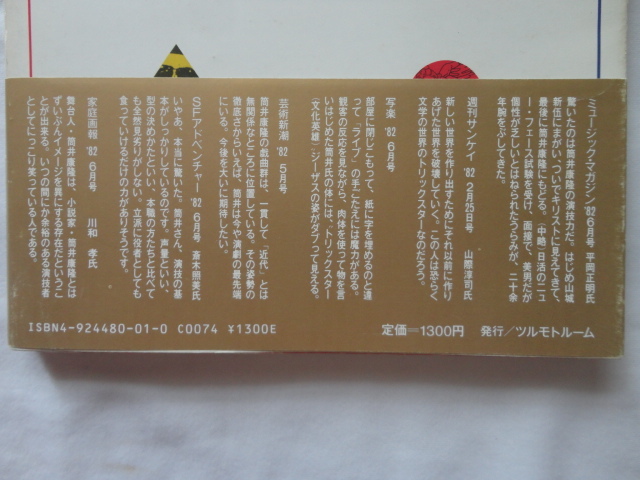 ミュージック・マガジン '82 6月号 平岡正明氏
驚いたのは筒井康隆の演技力だ。はじめ山城
新伍にまがい、ついでキリストに見えてきて、
最後に筒井康隆にもどる。〈中略〉日活のニュ
ー・フェース試験を受け、面接で、美男だが
個性が乏しいとはねられたうらみが、二十余
年腕をぶしてきた。
週刊サンケイ '82 2月25日号 山際淳司氏
新しい世界を作り出すためにそれ以前に作り
あげた世界を破壊していく。この人は恐らく
文学の世界のトリックスターなのだろう。
写楽 '82 6月号
部屋に閉じこもって、紙に字を埋めるのと違
って〝ライブ〟の手ごたえには魔力がある。
観客の反応を見ながら、肉体を使って物を言
いはじめた筒井氏の体には、〝トリックスター
（文化英雄）〟ジーザスの姿がダブって見える。
芸術新潮 '82 5月号
筒井康隆の戯曲群は、一貫して「近代」とは
無関係なところに位置している。その姿勢の
徹底さからいえば、筒井は今や演劇の最先端
にいる。今後も大いに期待したい。
SFアドベンチャー '82 6月号 斎木照美氏
いやあ、本当に驚いた。筒井さん、演技の基
本がしっかりしているのです。声量といい、
型の決めかたといい、本職の方たちと比べて
も全然見劣りがしない。立派に役者としても
食っていけるだけの力がありそうです。
家庭画報 '82 6月号 川和 孝氏
舞台人・筒井康隆は、小説家・筒井康隆とは
ずいぶんイメージを異にする存在だというこ
とが出来る。いつの間にか余裕のある演技者
としてにっこり笑っている人である。
ISBN4-924480-01-0 C0074 ¥1300E
定価=1300円 発行/ツルモトルーム